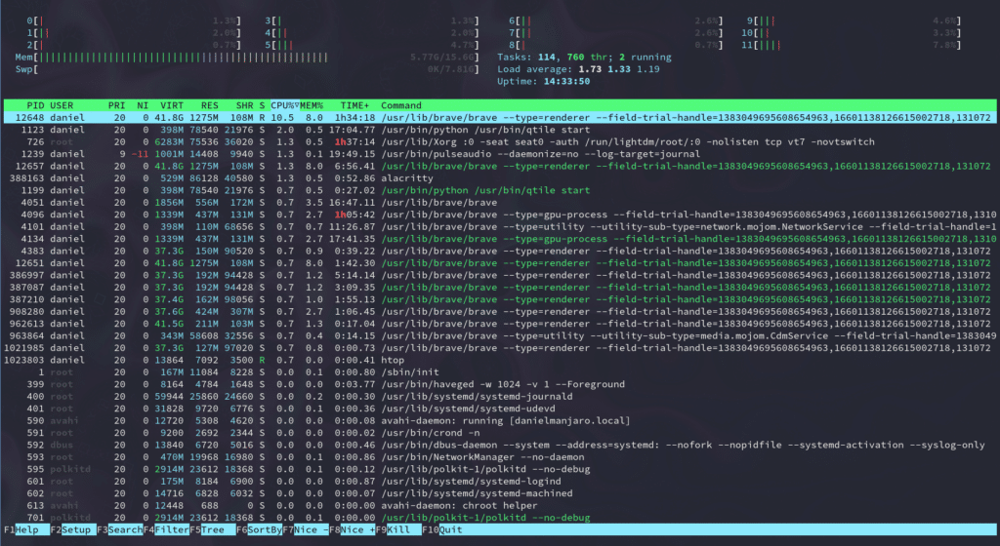 0[| 1.3%] 3[| 1.3%] 6[|| 2.6%] 9[||| 4.6%]
1[|| 2.0%] 4[|| 2.0%] 7[|| 2.6%] 10[|| 3.3%]
2[| 0.7%] 5[||| 4.7%] 8[| 0.7%] 11[|||| 7.8%]
Mem[ 5.77G/15.6G] Tasks: 114, 760 thr; 2 running
Swp[ 0K/7.81G] Load average: 1.73 1.33 1.19
Uptime: 14:33:50
PID USER PRI NI VIRT RES SHR S CPU%▽MEM% TIME+ Command
12648 daniel 20 0 41.8G 1275M 108M R 10.5 8.0 1h34:18 /usr/lib/brave/brave --type=renderer --field-trial-handle=1383049695608654963,16601138126615002718,131072
1123 daniel 20 0 398M 78540 21976 S 2.0 0.5 17:04.77 /usr/bin/python /usr/bin/qtile start
726 root 20 0 6283M 75536 36020 S 1.3 0.5 1h37:14 /usr/lib/Xorg :0 -seat seat0 -auth /run/lightdm/root/:0 -nolisten tcp vt7 -novtswitch
1239 daniel 9 -11 1001M 14408 9940 S 1.3 0.1 19:49.15 /usr/bin/pulseaudio --daemonize=no --log-target=journal
12657 daniel 20 0 41.8G 1275M 108M S 1.3 8.0 6:56.41 /usr/lib/brave/brave --type=renderer --field-trial-handle=1383049695608654963,16601138126615002718,131072
388163 daniel 20 0 529M 86128 40580 S 1.3 0.5 0:52.86 alacritty
1199 daniel 20 0 398M 78540 21976 S 0.7 0.5 0:27.02 /usr/bin/python /usr/bin/qtile start
4051 daniel 20 0 1856M 556M 172M S 0.7 3.5 16:47.11 /usr/lib/brave/brave
4096 daniel 20 0 1339M 437M 131M S 0.7 2.7 1h05:42 /usr/lib/brave/brave --type=gpu-process --field-trial-handle=1383049695608654963,16601138126615002718,1310
4101 daniel 20 0 398M 110M 68656 S 0.7 0.7 11:26.87 /usr/lib/brave/brave --type=utility --utility-sub-type=network.mojom.NetworkService --field-trial-handle=1
4134 daniel 20 0 1339M 437M 131M S 0.7 2.7 17:41.35 /usr/lib/brave/brave --type=gpu-process --field-trial-handle=1383049695608654963,16601138126615002718,1310
4383 daniel 20 0 37.3G 150M 90520 S 0.7 0.9 0:39.22 /usr/lib/brave/brave --type=renderer --field-trial-handle=1383049695608654963,16601138126615002718,131072
12651 daniel 20 0 41.8G 1275M 108M S 0.7 8.0 1:42.30 /usr/lib/brave/brave --type=renderer --field-trial-handle=1383049695608654963,16601138126615002718,131072
386997 daniel 20 0 37.3G 192M 94428 S 0.7 1.2 5:14.14 /usr/lib/brave/brave --type=renderer --field-trial-handle=1383049695608654963,16601138126615002718,131072
387087 daniel 20 0 37.3G 192M 94428 S 0.7 1.2 3:09.35 /usr/lib/brave/brave --type=renderer --field-trial-handle=1383049695608654963,16601138126615002718,131072
387210 daniel 20 0 37.4G 162M 98056 S 0.7 1.0 1:55.13 /usr/lib/brave/brave --type=renderer --field-trial-handle=1383049695608654963,16601138126615002718,131072
908280 daniel 20 0 37.6G 424M 307M S 0.7 2.7 1:06.45 /usr/lib/brave/brave --type=renderer --field-trial-handle=1383049695608654963,16601138126615002718,131072
962613 daniel 20 0 41.5G 211M 103M S 0.7 1.3 0:17.04 /usr/lib/brave/brave --type=renderer --field-trial-handle=1383049695608654963,16601138126615002718,131072
963864 daniel 20 0 343M 58608 32556 S 0.7 0.4 0:14.15 /usr/lib/brave/brave --type=utility --utility-sub-type=media.mojom.CdmService --field-trial-handle=1383049
1021985 daniel 20 0 37.3G 127M 97020 S 0.7 0.8 0:00.73 /usr/lib/brave/brave --type=renderer --field-trial-handle=1383049695608654963,16601138126615002718,131072
1023803 daniel 20 0 13864 7092 3500 R 0.7 0.0 0:00.41 htop
1 root 20 0 167M 11084 8228 S 0.0 0.1 0:00.80 /sbin/init
399 root 20 0 8164 4784 1648 S 0.0 0.0 0:03.77 /usr/bin/haveged -w 1024 -v 1 --Foreground
400 root 20 0 59944 25860 24660 S 0.0 0.2 0:00.30 /usr/lib/systemd/systemd-journald
401 root 20 0 31828 9720 6776 S 0.0 0.1 0:00.36 /usr/lib/systemd/systemd-udevd
590 avahi 20 0 12720 5308 4620 S 0.0 0.0 0:00.08 avahi-daemon: running [danielmanjaro.local]
591 root 20 0 9200 2692 2344 S 0.0 0.0 0:00.02 /usr/bin/crond -n
592 dbus 20 0 13840 6720 5016 S 0.0 0.0 0:00.46 /usr/bin/dbus-daemon --system --address=systemd: --nofork --nopidfile --systemd-activation --syslog-only
593 root 20 0 470M 19968 16980 S 0.0 0.1 0:00.86 /usr/bin/NetworkManager --no-daemon
595 polkitd 20 0 2914M 23612 18368 S 0.0 0.1 0:00.12 /usr/lib/polkit-1/polkitd --no-debug
601 root 20 0 175M 8184 6900 S 0.0 0.0 0:00.87 /usr/lib/systemd/systemd-logind
602 root 20 0 14716 6828 6032 S 0.0 0.0 0:00.07 /usr/lib/systemd/systemd-machined
613 avahi 20 0 12448 688 0 S 0.0 0.0 0:00.00 avahi-daemon: chroot helper
701 polkitd 20 0 2914M 23612 18368 S 0.0 0.1 0:00.00 /usr/lib/polkit-1/polkitd --no-debug
F1Help F2Setup F3SearchF4FilterF5Tree F6SortByF7Nice -F8Nice +F9Kill F10Quit